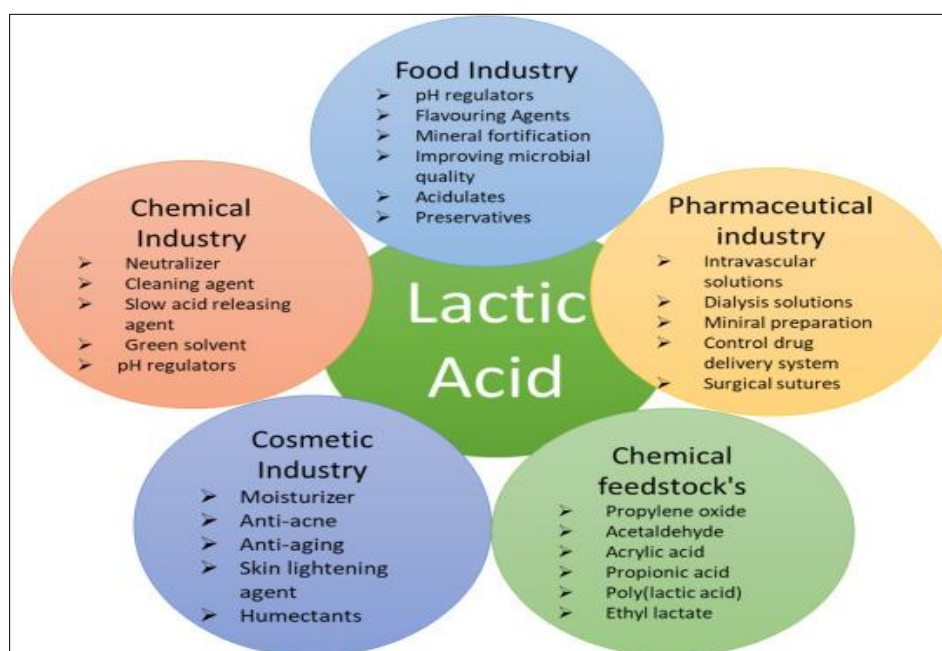 Food Industry
➢ pH regulators
➢ Flavouring Agents
➢ Mineral fortification
➢ Improving microbial
quality
➢ Acidulates
➢ Preservatives
Chemical
Industry
➢ Neutralizer
➢ Cleaning agent
➢ Slow acid releasing
agent
➢ Green solvent
➢ pH regulators
Lactic
Acid
Pharmaceutical
industry
➢ Intravascular
solutions
➢ Dialysis solutions
➢ Miniral preparation
➢ Control drug
delivery system
➢ Surgical sutures
Cosmetic
Industry
➢ Moisturizer
➢ Anti-acne
➢ Anti-aging
➢ Skin lightening
agent
➢ Humectants
Chemical
feedstock's
➢ Propylene oxide
➢ Acetaldehyde
➢ Acrylic acid
➢ Propionic acid
➢ Poly(lactic acid)
➢ Ethyl lactate